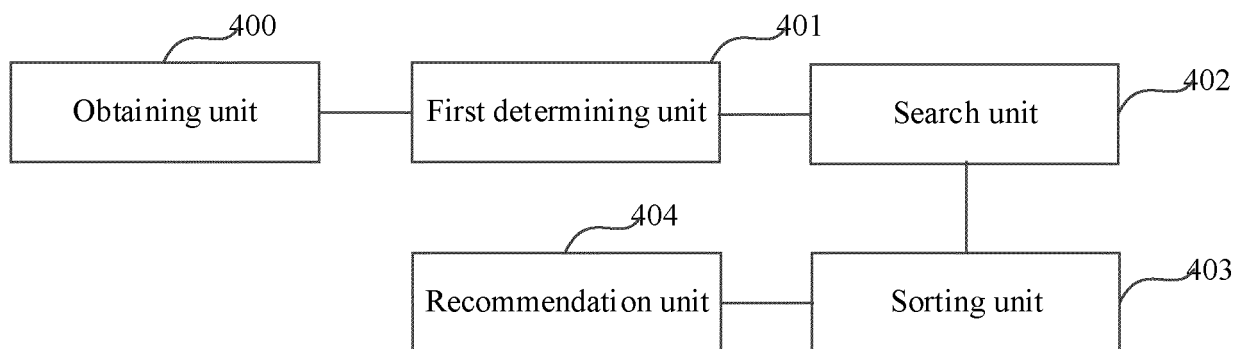 400
401
Obtaining unit
First determining unit
Search unit
402
404
Recommendation unit
Sorting unit
403